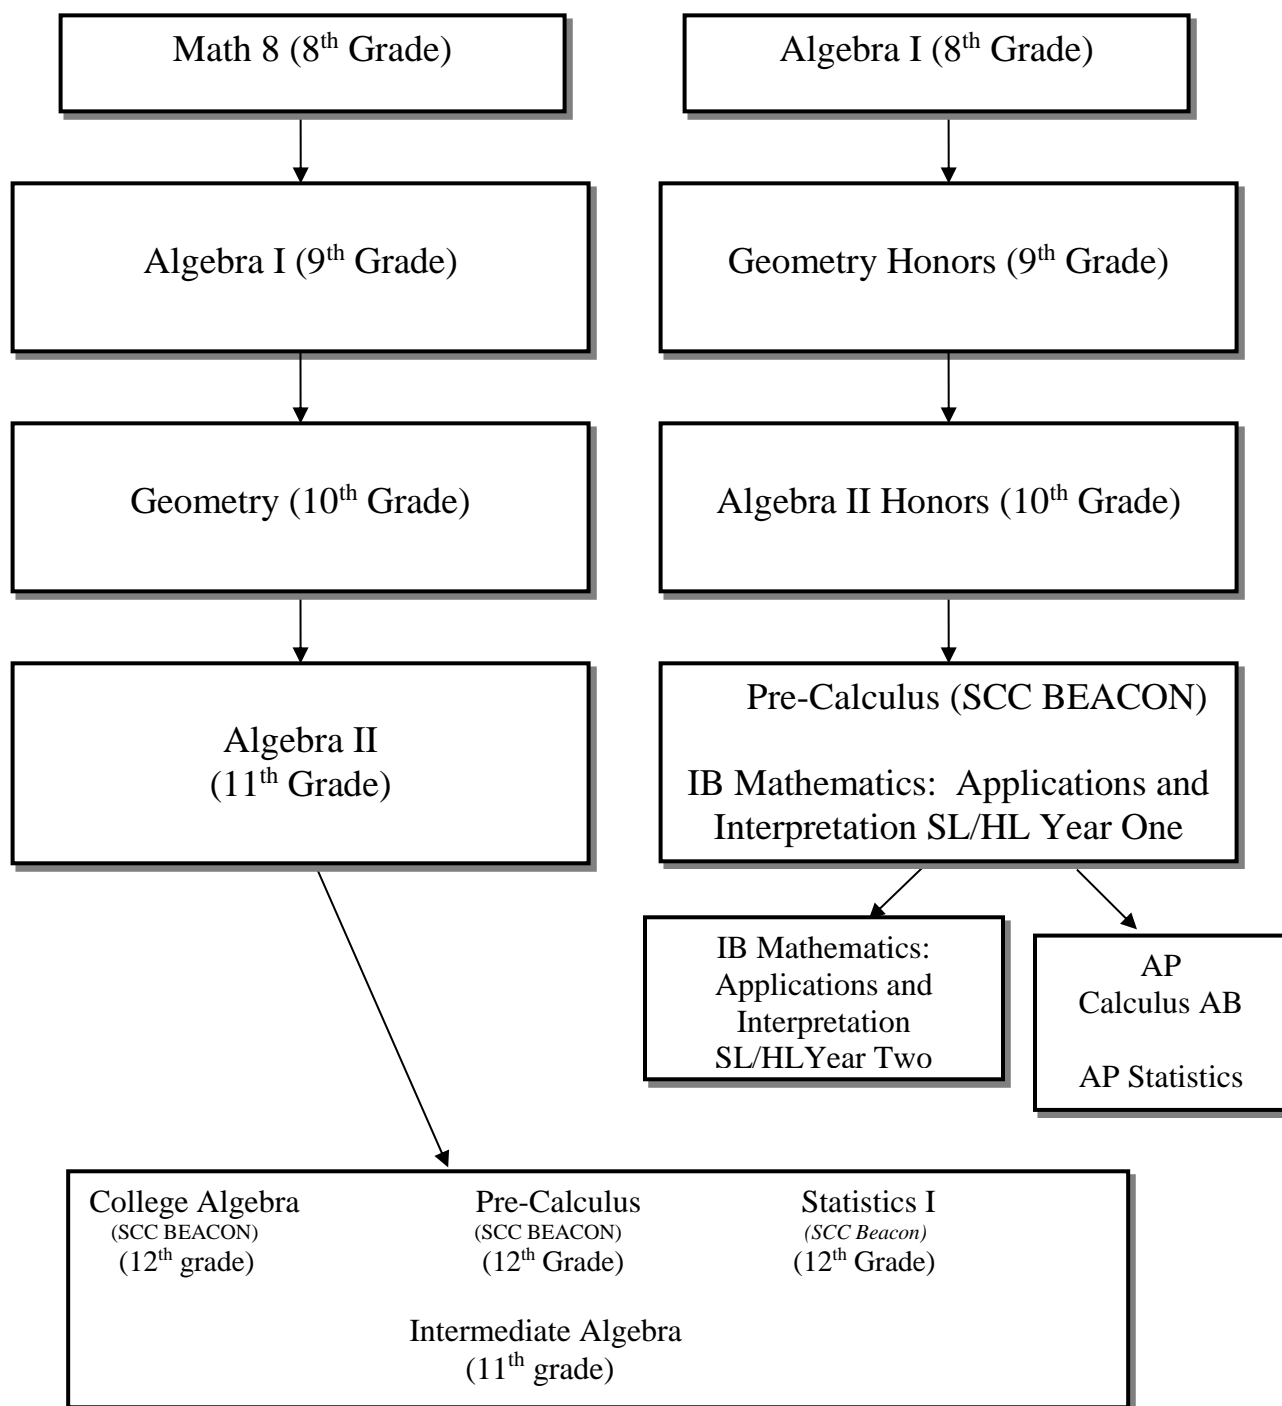 Math 8 (8th Grade)
Algebra I (8th Grade)
Algebra I (9th Grade)
Geometry Honors (9th Grade)
Geometry (10th Grade)
Algebra II Honors (10th Grade)
Algebra II
(11th Grade)
Pre-Calculus (SCC BEACON)
IB Mathematics: Applications and
Interpretation SL/HL Year One
IB Mathematics:
Applications and
Interpretation
SL/HLYear Two
AP
Calculus AB
AP Statistics
College Algebra
(SCC BEACON)
(12th grade)
Pre-Calculus
(SCC BEACON)
(12th Grade)
Statistics I
(SCC Beacon)
(12th Grade)
Intermediate Algebra
(11th grade)